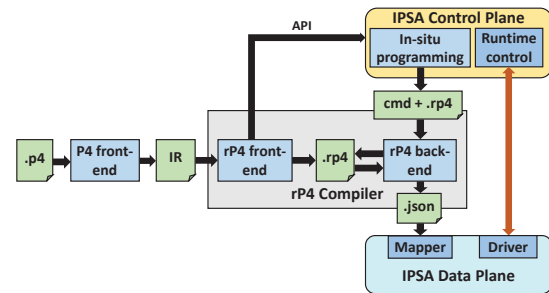 IPSA Control Plane
API
In-situ
programming
Runtime
control
cmd + .rp4
.p4
P4 front-
end
IR
rP4 front-
end
.rp4
rP4 back-
end
rP4 Compiler
.json
Mapper
Driver
IPSA Data Plane